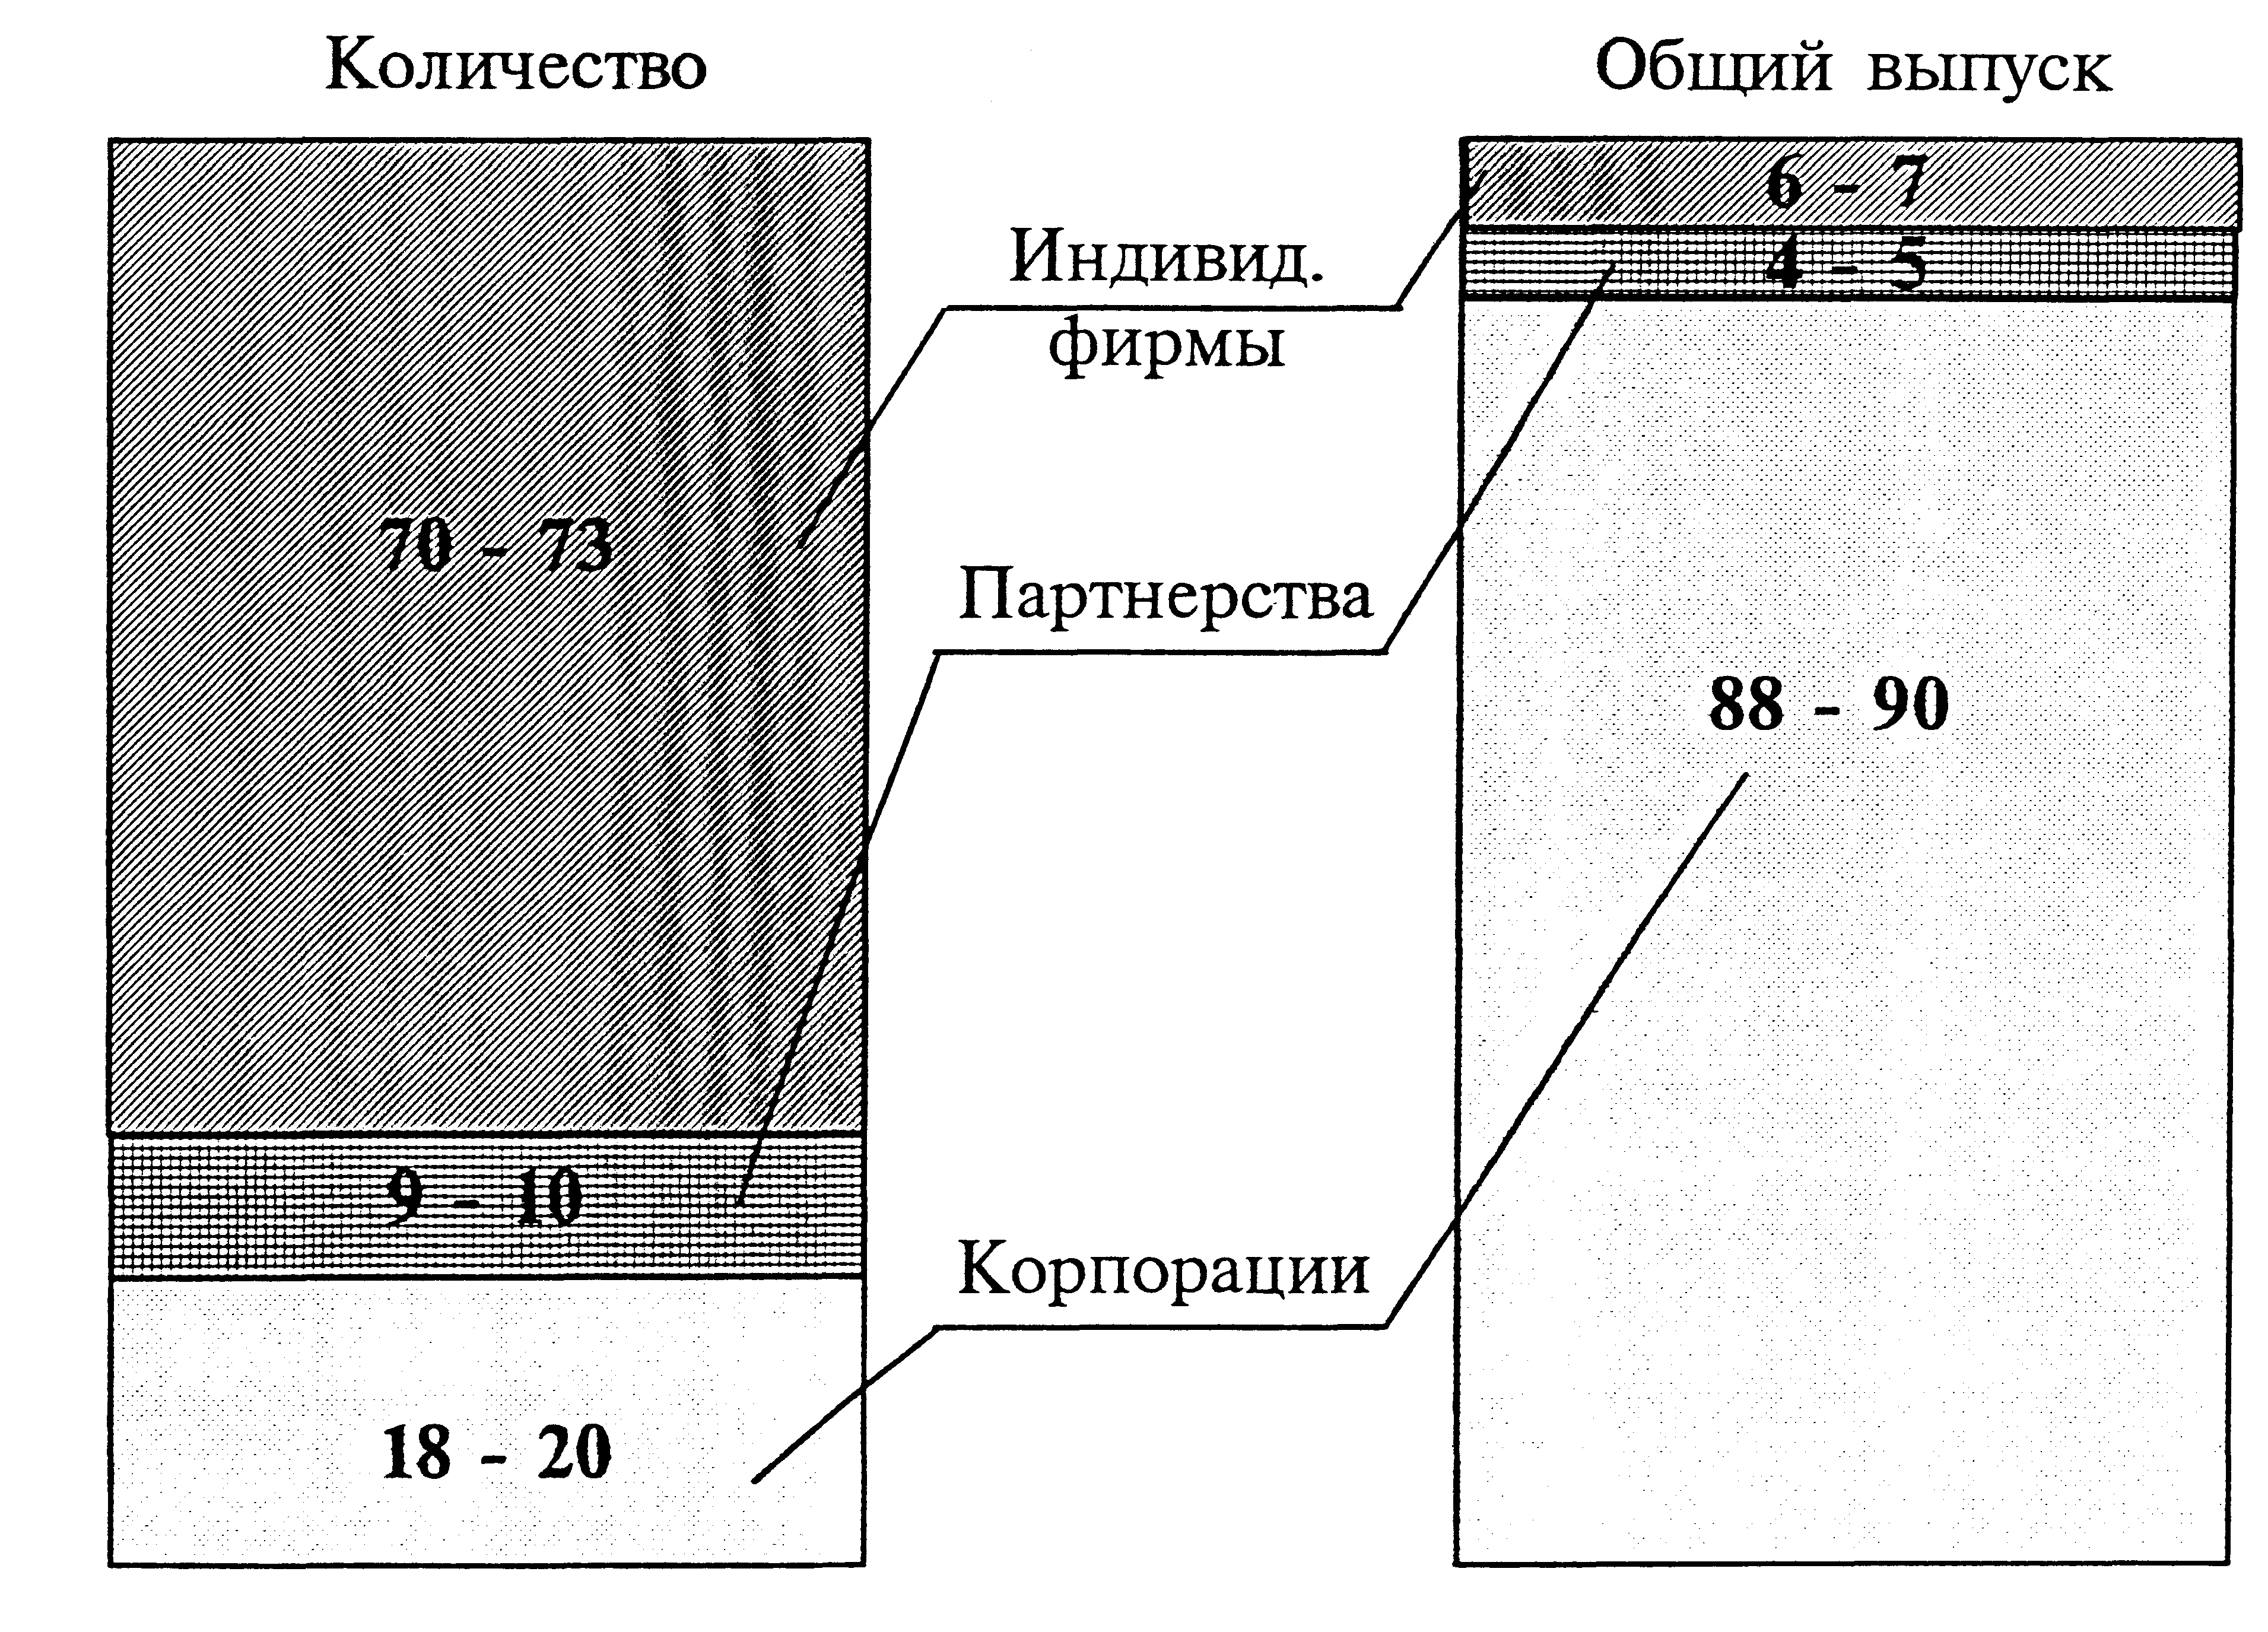 Количество
Общий выпуск
6 - 7
4 - 5
Индивид.
фирмы
70 - 73
Партнерства
88 - 90
9 - 10
Корпорации
18 - 20